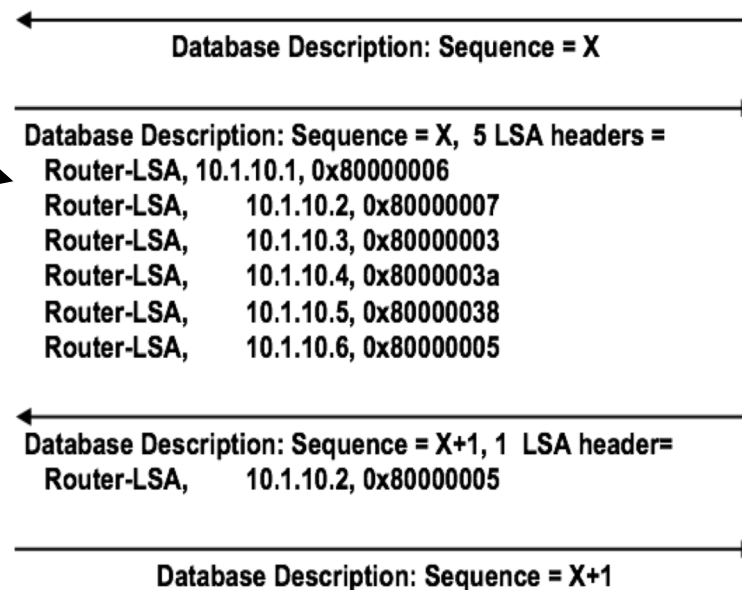 Database Description: Sequence = X
Database Description: Sequence = X, 5 LSA headers =
Router-LSA, 10.1.10.1, 0x80000006
Router-LSA, 10.1.10.2, 0x80000007
Router-LSA, 10.1.10.3, 0x80000003
Router-LSA, 10.1.10.4, 0x8000003a
Router-LSA, 10.1.10.5, 0x80000038
Router-LSA, 10.1.10.6, 0x80000005
Database Description: Sequence = X+1, 1 LSA header=
Router-LSA, 10.1.10.2, 0x80000005
Database Description: Sequence = X+1